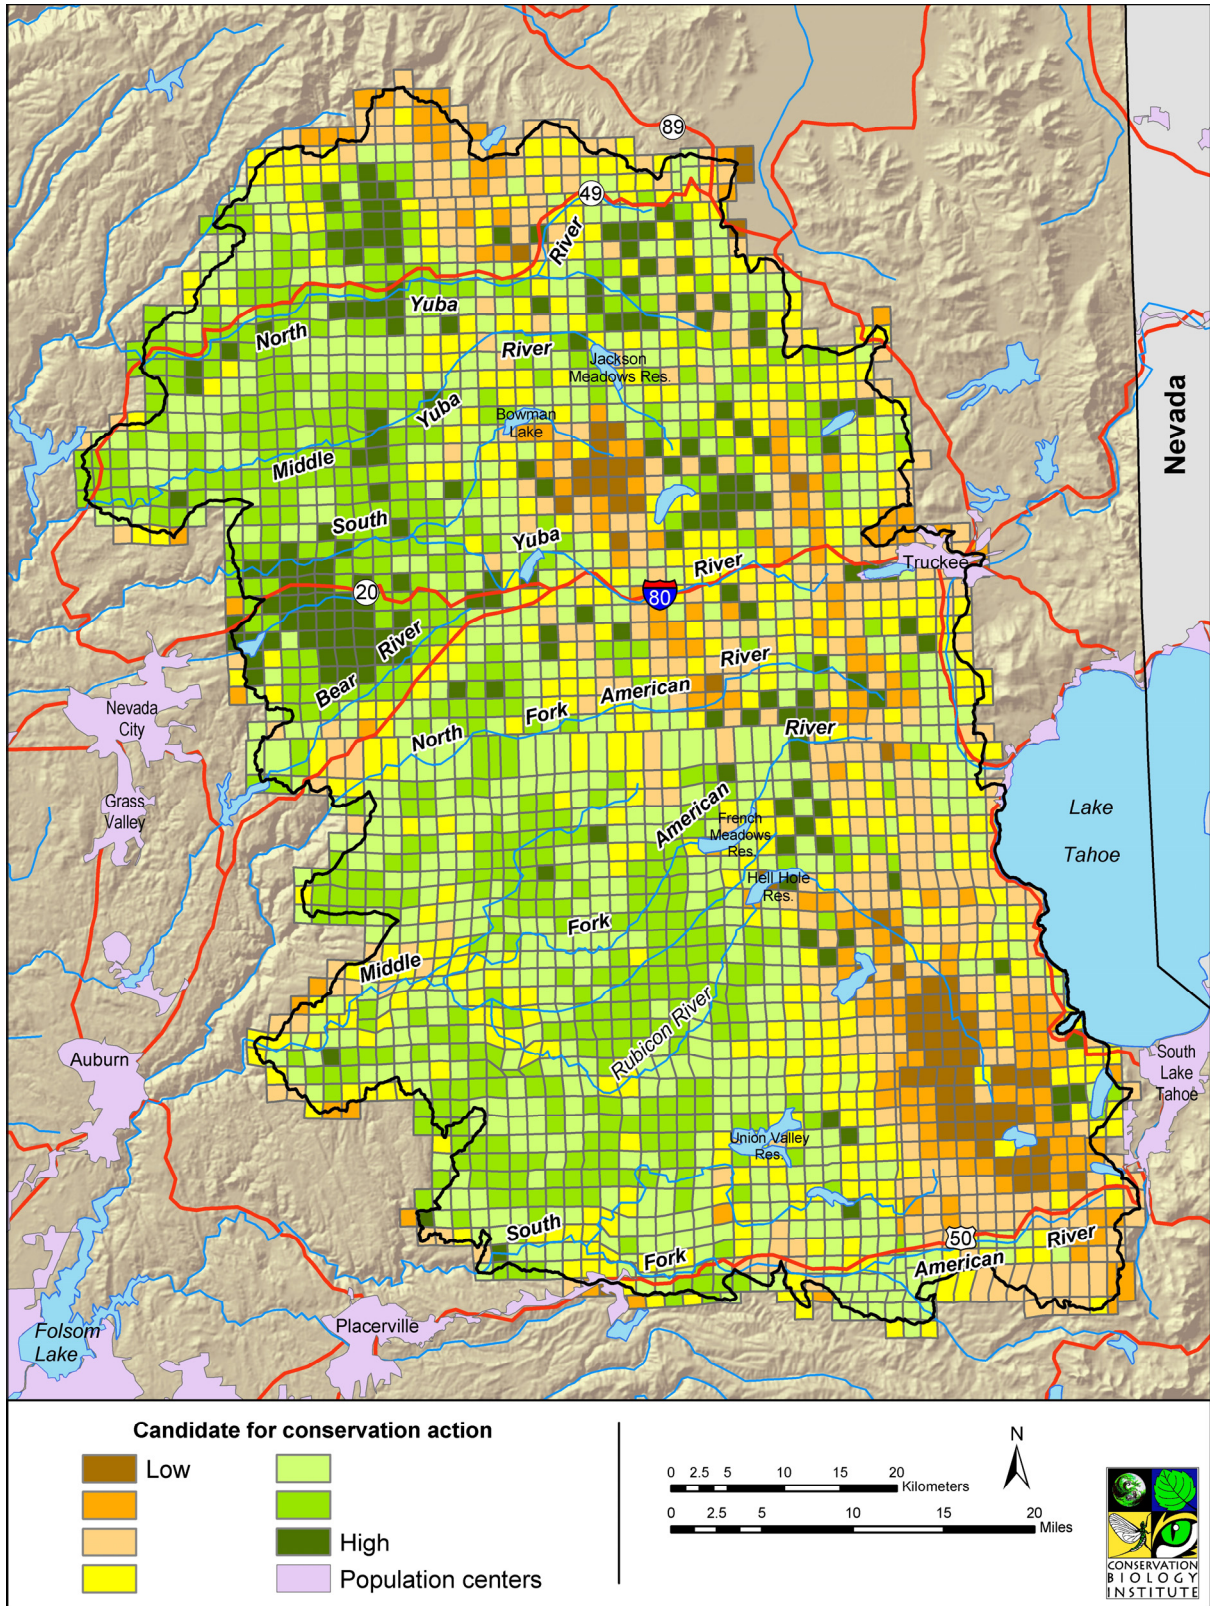 89
49
River
Yuba
North
River
Jackson
Meadows Res.
Yuba
Bowman
Lake
Middle
Nevada
South
Yuba
River
Truckee
20
80
River
Bear
River
American
Fork
North
River
Nevada
City
Grass
Valley
American
French
Meadows
Res.
Lake
Tahoe
Hell Hole
Res.
Fork
Middle
Rubicon River
Auburn
South
Lake
Tahoe
Union Valley
Res.
South
Fork
50
American
River
Placerville
Folsom
Lake
Candidate for conservation action
Low
High
Population centers
N
0 2.5 5 10 15 20
Kilometers
0 2.5 5 10 15 20
Miles
CONSERVATION
BIOLOGY
INSTITUTE